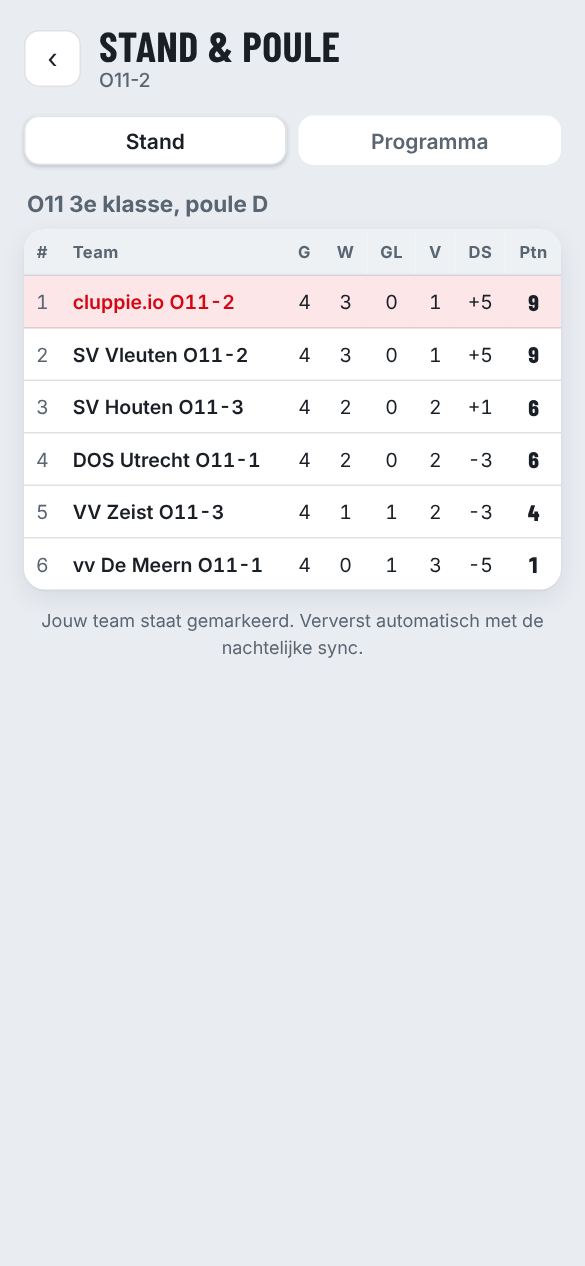 ‹
STAND & POULE
O11-2
Stand Programma
O11 3e klasse, poule D
# Team G W GL V DS Ptn
1 cluppie.io O11-2 4 3 0 1 +5 9
2 SV Vleuten O11-2 4 3 0 1 +5 9
3 SV Houten O11-3 4 2 0 2 +1 6
4 DOS Utrecht O11-1 4 2 0 2 -3 6
5 VV Zeist O11-3 4 1 1 2 -3 4
6 vv De Meern O11-1 4 0 1 3 -5 1
Jouw team staat gemarkeerd. Ververst automatisch met de
nachtelijke sync.